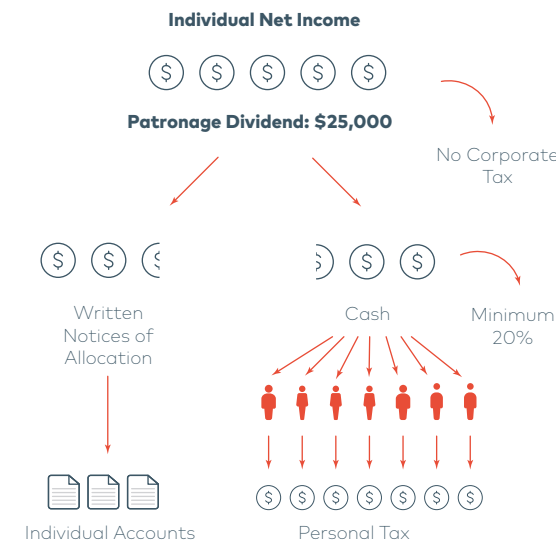 Individual Net Income
$ $ $ $ $
Patronage Dividend: $25,000
No Corporate
Tax
$ $ $
$ $ $
Written
Notices of
Allocation
Cash
Minimum
20%
$ $ $ $ $ $ $
Individual Accounts
Personal Tax